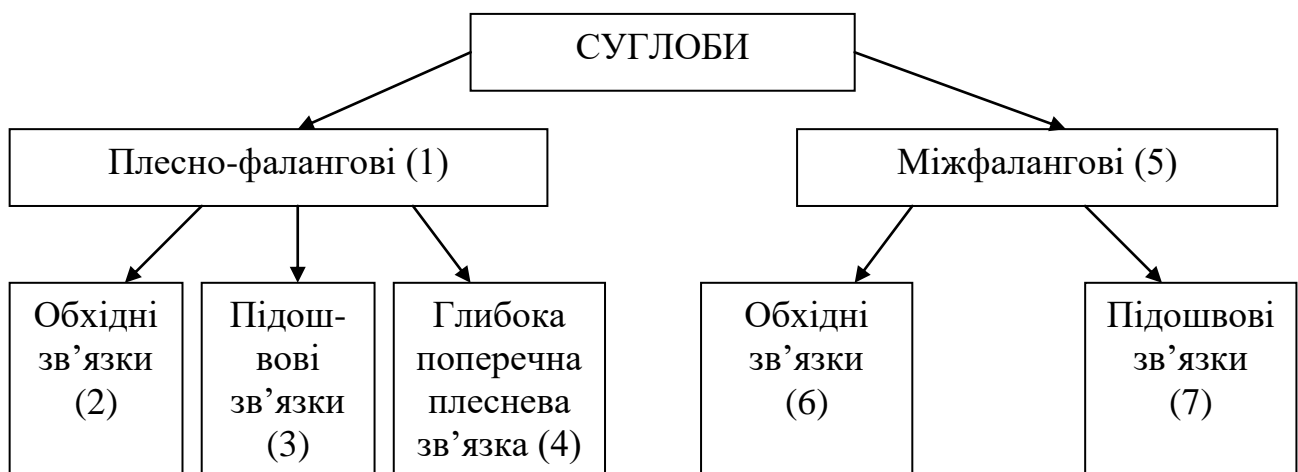 СУГЛОБИ
Плесно-фалангові (1)
Міжфалангові (5)
Обхідні
зв’язки
(2)
Підош-
вові
зв’язки
(3)
Глибока
поперечна
плеснева
зв’язка (4)
Обхідні
зв’язки
(6)
Підошвові
зв’язки
(7)